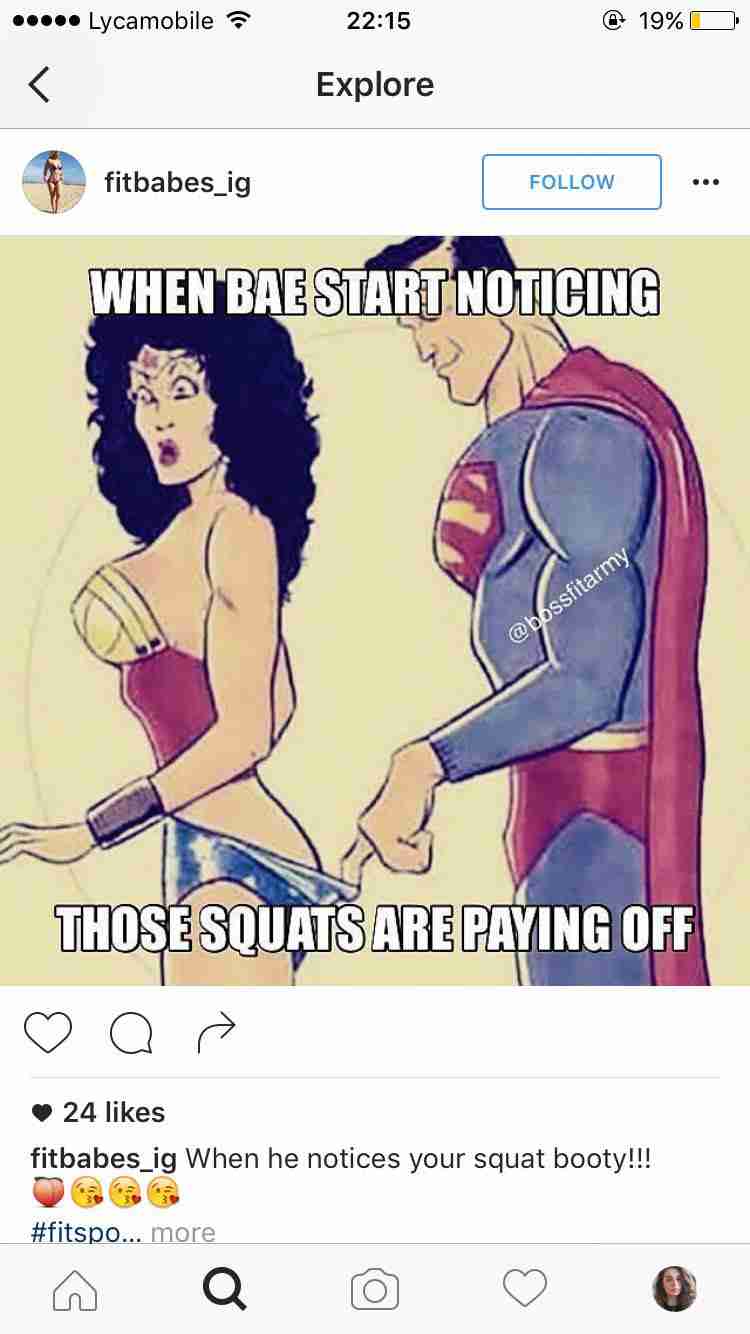 Lycamobile 22:15 19%
Explore
fitbabes_ig FOLLOW
WHEN BAE START NOTICING
@bossfitarmy
THOSE SQUATS ARE PAYING OFF
24 likes
fitbabes_ig When he notices your squat booty!!!
🍑😘😘😘
#fitspo... more